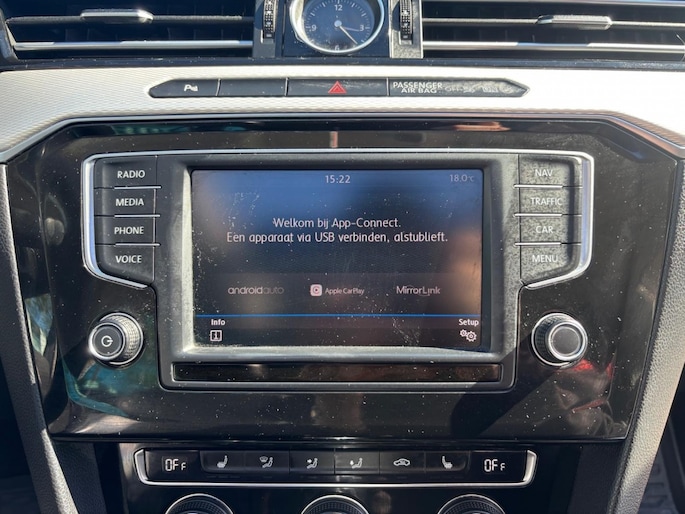 PASSENGER
AIR BAG OFF
RADIO
MEDIA
PHONE
VOICE
15:22
18.0°C
Welkom bij App-Connect.
Een apparaat via USB verbinden, alstublieft.
androidauto
Apple CarPlay
MirrorLink
Info
Setup
NAV
TRAFFIC
CAR
MENU
OFF
OFF